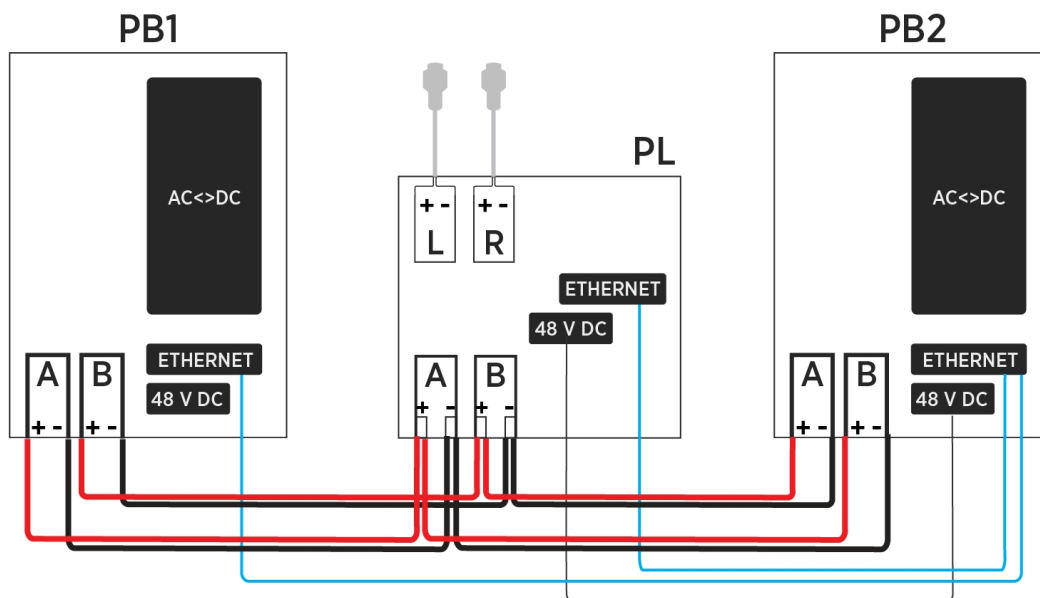 PB1
PB2
PL
AC<>DC
AC<>DC
+ - + -
L R
ETHERNET
48 V DC
A B
ETHERNET
48 V DC
+ - + -
A B
+ - + -
A B
ETHERNET
48 V DC
+ - + -